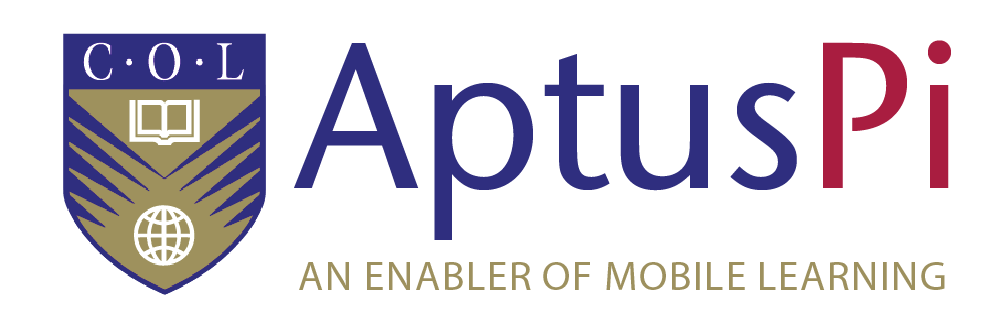 C·O·L
AptusPi
AN ENABLER OF MOBILE LEARNING